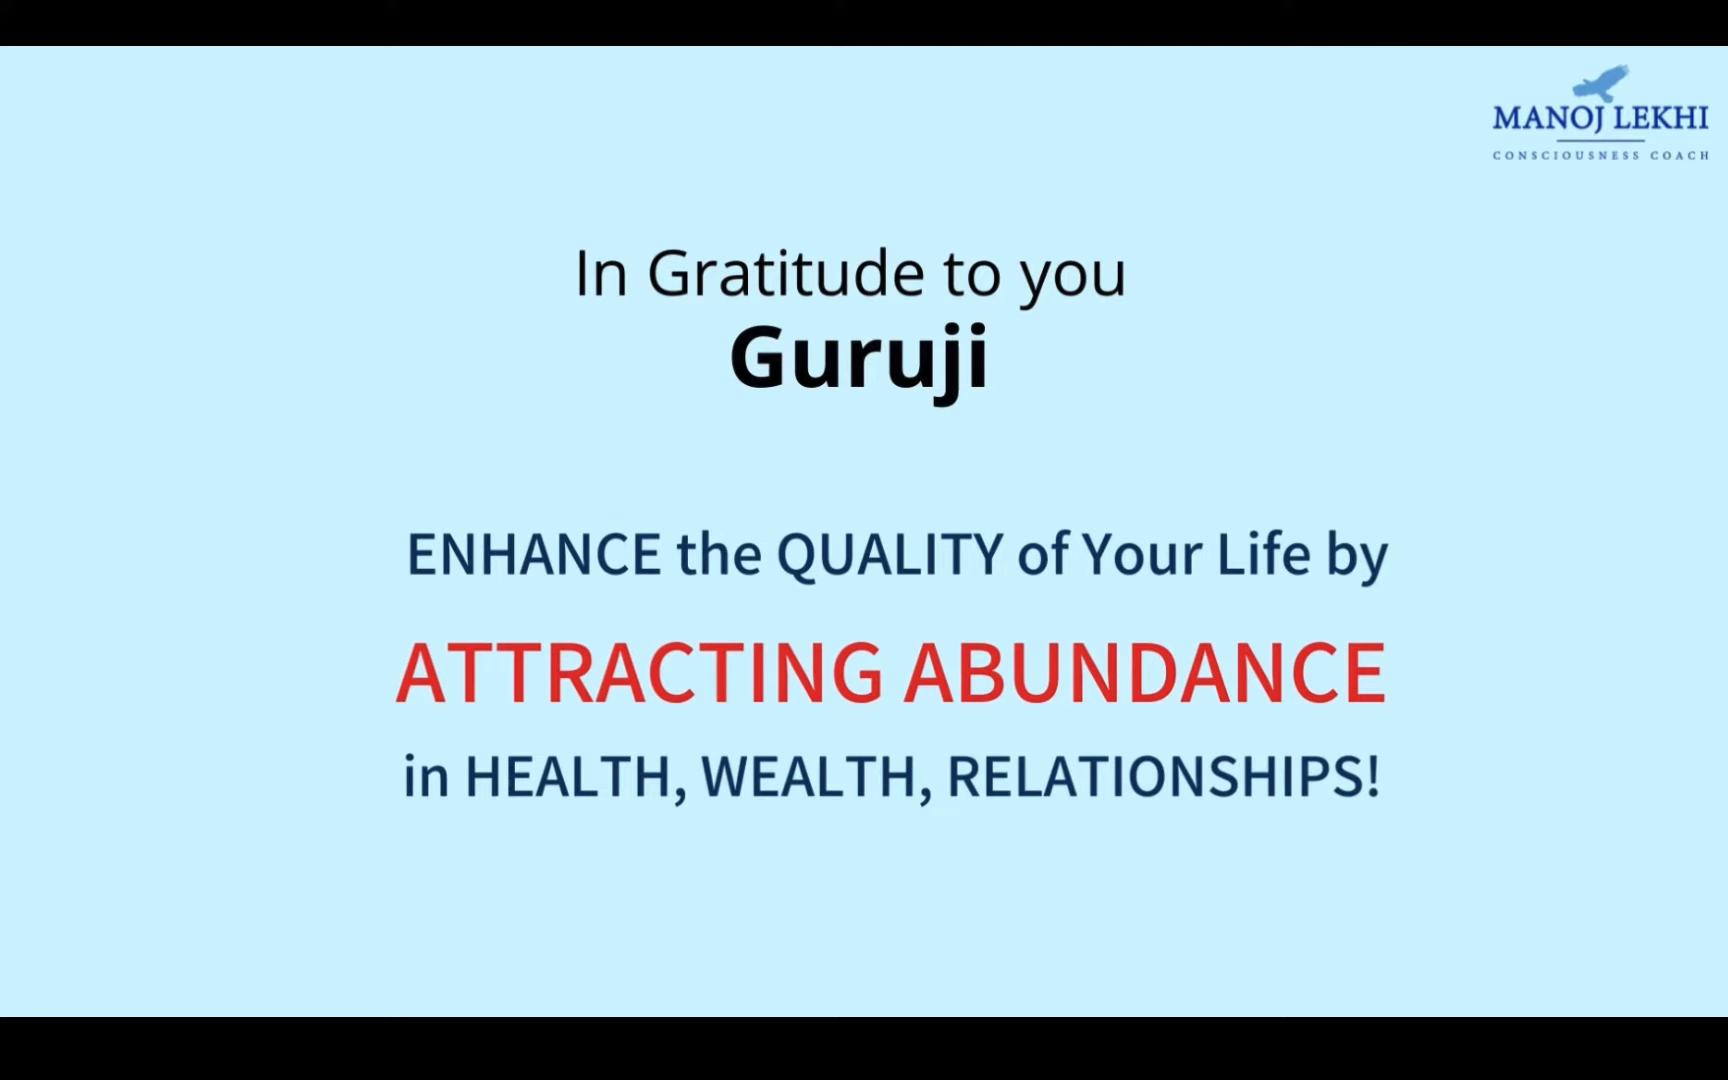 MANOJ LEKHI
CONSCIOUSNESS COACH
In Gratitude to you
Guruji
ENHANCE the QUALITY of Your Life by
ATTRACTING ABUNDANCE
in HEALTH, WEALTH, RELATIONSHIPS!